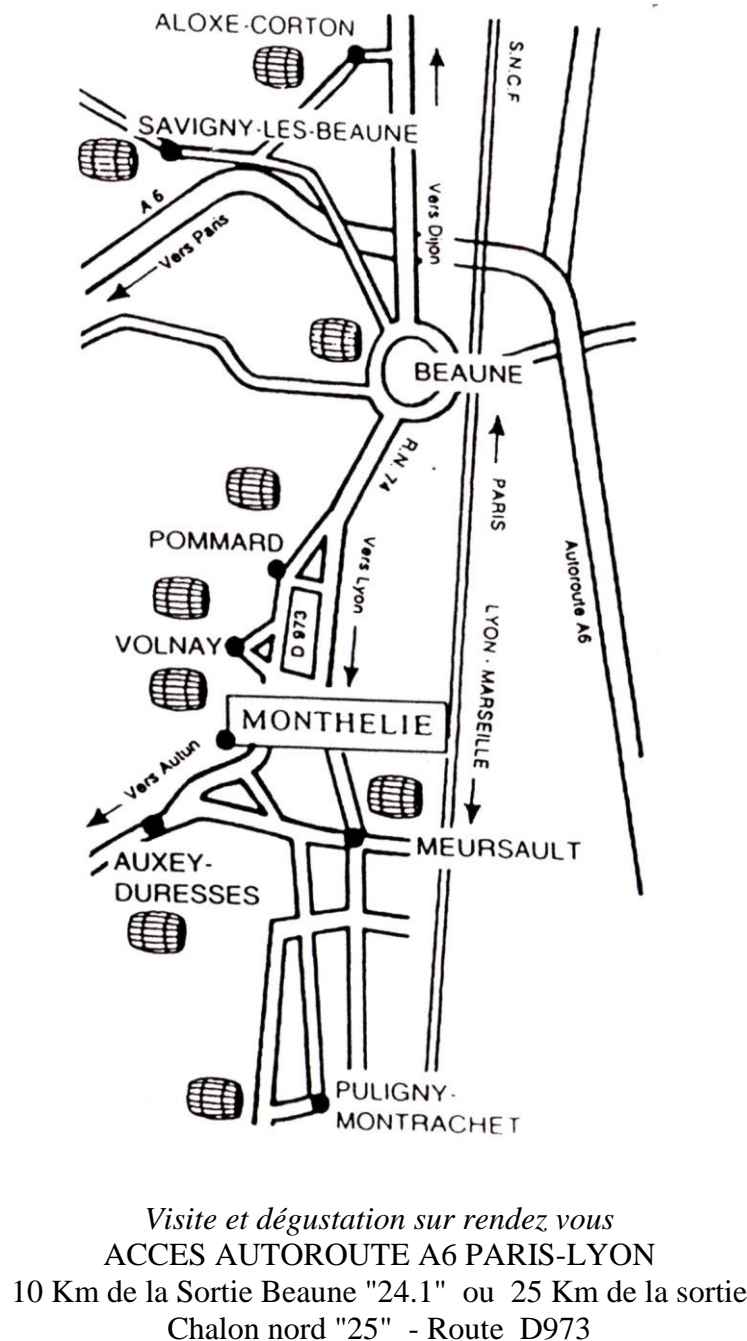 ALOXE-CORTON
S.N.C.F
SAVIGNY-LES-BEAUNE
A 6
Vers Paris
Vers Dijon
BEAUNE
R.N. 74
PARIS
POMMARD
Vers Lyon
Autoroute A6
D 973
VOLNAY
LYON - MARSEILLE
MONTHELIE
Vers Autun
MEURSAULT
AUXEY-
DURESSES
PULIGNY-
MONTRACHET
Visite et dégustation sur rendez vous
ACCES AUTOROUTE A6 PARIS-LYON
10 Km de la Sortie Beaune "24.1" ou 25 Km de la sortie
Chalon nord "25" - Route D973